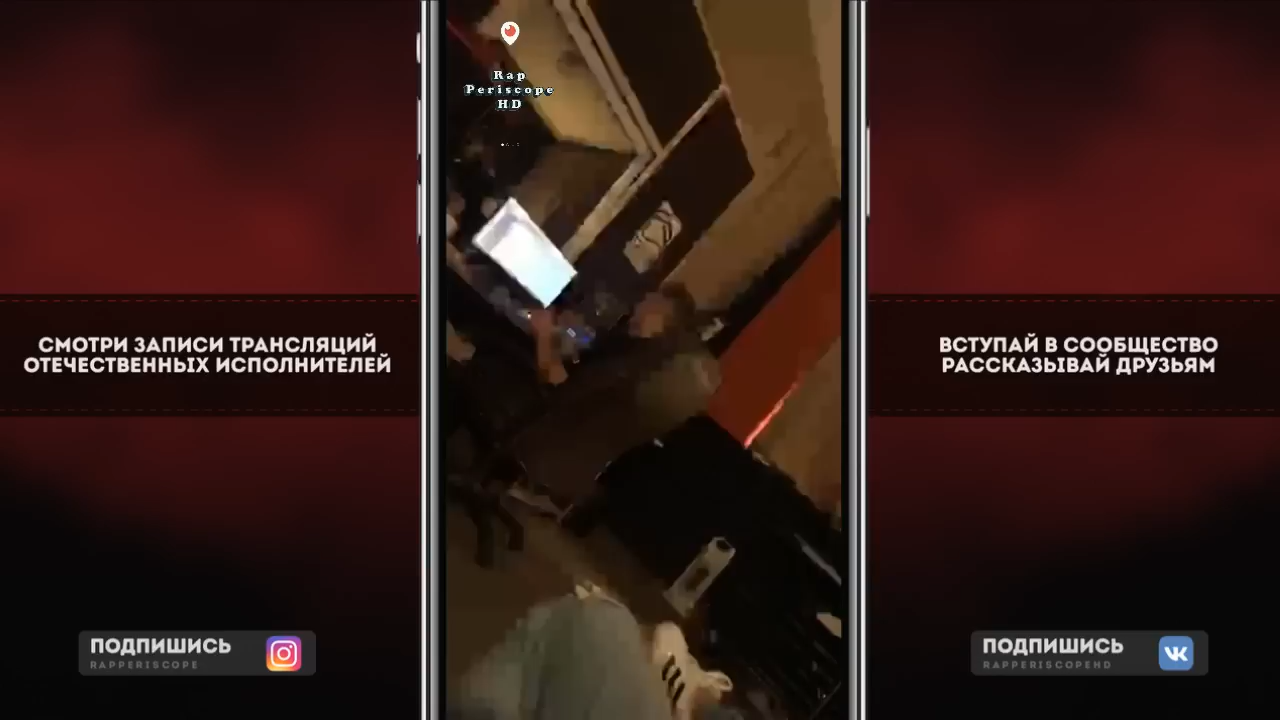 Rap
Periscope
HD
СМОТРИ ЗАПИСИ ТРАНСЛЯЦИЙ
ОТЕЧЕСТВЕННЫХ ИСПОЛНИТЕЛЕЙ
ВСТУПАЙ В СООБЩЕСТВО
РАССКАЗЫВАЙ ДРУЗЬЯМ
ПОДПИШИСЬ
RAPPERISCOPE
ПОДПИШИСЬ
RAPPERISCOPEHD